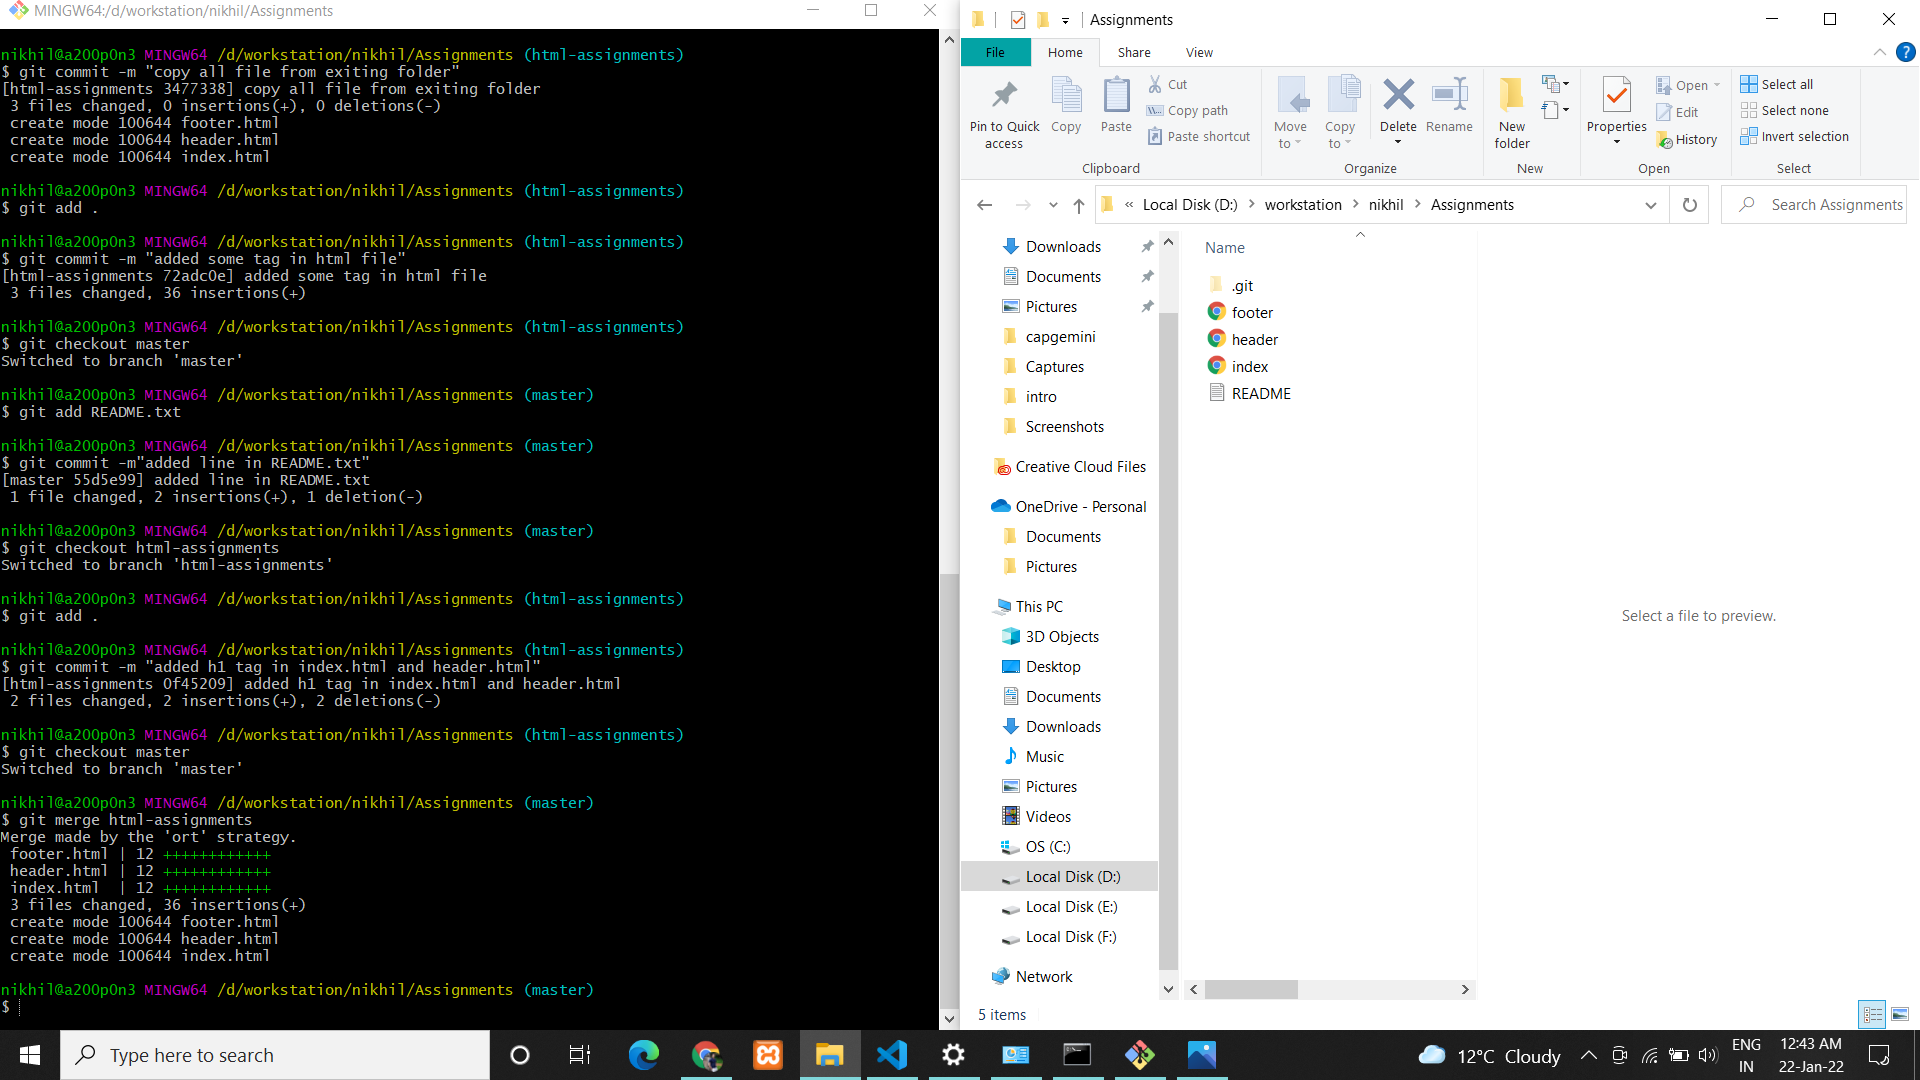 MINGW64:/d/workstation/nikhil/Assignments
nikhil@a200p0n3 MINGW64 /d/workstation/nikhil/Assignments (html-assignments)
$ git commit -m "copy all file from exiting folder"
[html-assignments 3477338] copy all file from exiting folder
3 files changed, 0 insertions(+), 0 deletions(-)
create mode 100644 footer.html
create mode 100644 header.html
create mode 100644 index.html
nikhil@a200p0n3 MINGW64 /d/workstation/nikhil/Assignments (html-assignments)
$ git add .
nikhil@a200p0n3 MINGW64 /d/workstation/nikhil/Assignments (html-assignments)
$ git commit -m "added some tag in html file"
[html-assignments 72adc0e] added some tag in html file
3 files changed, 36 insertions(+)
nikhil@a200p0n3 MINGW64 /d/workstation/nikhil/Assignments (html-assignments)
$ git checkout master
Switched to branch 'master'
nikhil@a200p0n3 MINGW64 /d/workstation/nikhil/Assignments (master)
$ git add README.txt
nikhil@a200p0n3 MINGW64 /d/workstation/nikhil/Assignments (master)
$ git commit -m"added line in README.txt"
[master 55d5e99] added line in README.txt
1 file changed, 2 insertions(+), 1 deletion(-)
nikhil@a200p0n3 MINGW64 /d/workstation/nikhil/Assignments (master)
$ git checkout html-assignments
Switched to branch 'html-assignments'
nikhil@a200p0n3 MINGW64 /d/workstation/nikhil/Assignments (html-assignments)
$ git add .
nikhil@a200p0n3 MINGW64 /d/workstation/nikhil/Assignments (html-assignments)
$ git commit -m "added h1 tag in index.html and header.html"
[html-assignments 0f45209] added h1 tag in index.html and header.html
2 files changed, 2 insertions(+), 2 deletions(-)
nikhil@a200p0n3 MINGW64 /d/workstation/nikhil/Assignments (html-assignments)
$ git checkout master
Switched to branch 'master'
nikhil@a200p0n3 MINGW64 /d/workstation/nikhil/Assignments (master)
$ git merge html-assignments
Merge made by the 'ort' strategy.
footer.html | 12 ++++++++++++
header.html | 12 ++++++++++++
index.html | 12 ++++++++++++
3 files changed, 36 insertions(+)
create mode 100644 footer.html
create mode 100644 header.html
create mode 100644 index.html
nikhil@a200p0n3 MINGW64 /d/workstation/nikhil/Assignments (master)
$
Assignments
File Home Share View
Pin to Quick access
Copy
Paste
Cut
Copy path
Paste shortcut
Clipboard
Move to
Copy to
Delete
Rename
Organize
New folder
New
Properties
Open
Edit
History
Open
Select all
Select none
Invert selection
Select
« Local Disk (D:) > workstation > nikhil > Assignments
Search Assignments
Downloads
Documents
Pictures
capgemini
Captures
intro
Screenshots
Creative Cloud Files
OneDrive - Personal
Documents
Pictures
This PC
3D Objects
Desktop
Documents
Downloads
Music
Pictures
Videos
OS (C:)
Local Disk (D:)
Local Disk (E:)
Local Disk (F:)
Network
Name
.git
footer
header
index
README
Select a file to preview.
5 items
Type here to search
12°C Cloudy
ENG
IN
12:43 AM
22-Jan-22